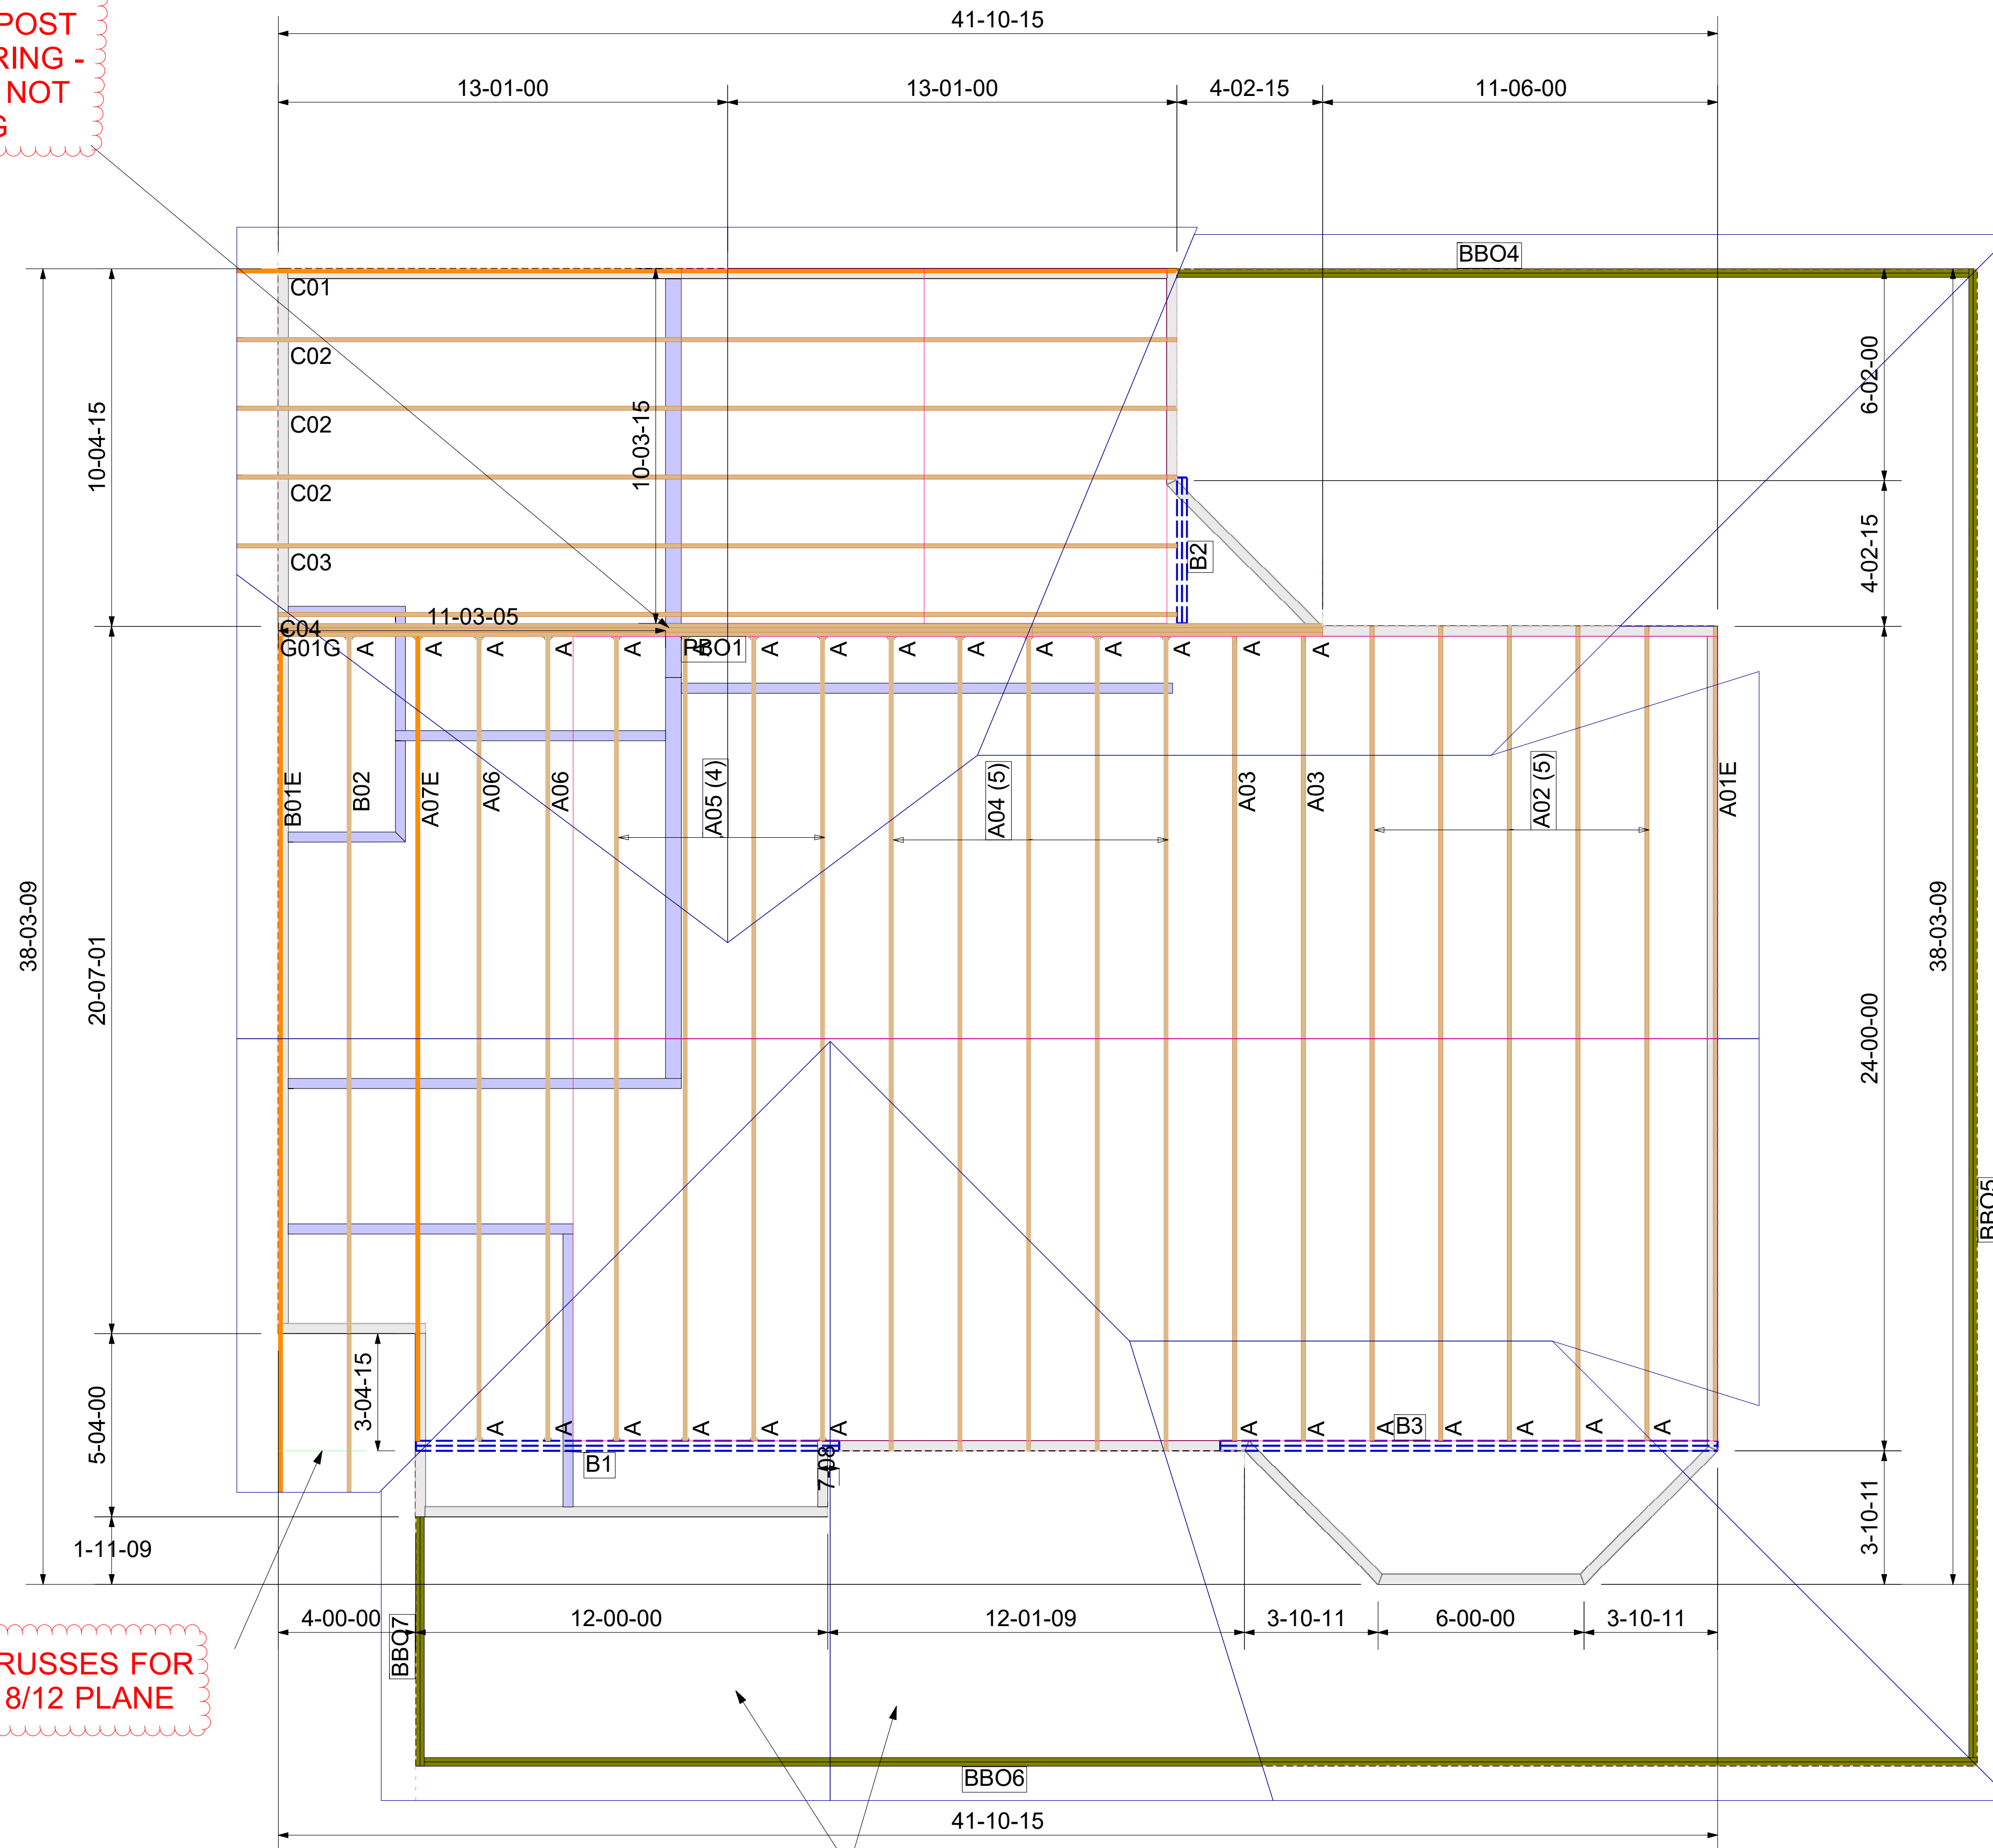 POST
RING -
NOT
G
41-10-15
13-01-00
13-01-00
4-02-15
11-06-00
BBO4
C01
C02
C02
C02
C03
10-04-15
10-03-15
6-02-00
4-02-15
B2
11-03-05
C04
G01G
A
A
A
A
A
PBO1
A
A
A
A
A
A
A
A
A
B01E
B02
A07E
A06
A06
A05 (4)
A04 (5)
A03
A03
A02 (5)
A01E
38-03-09
20-07-01
38-03-09
24-00-00
BBO5
3-04-15
5-04-00
A
A
A
A
A
A
A
A
A
A
A
A
A
B3
B1
7-08
3-10-11
1-11-09
4-00-00
BBO7
12-00-00
12-01-09
3-10-11
6-00-00
3-10-11
RUSSES FOR
8/12 PLANE
BBO6
41-10-15